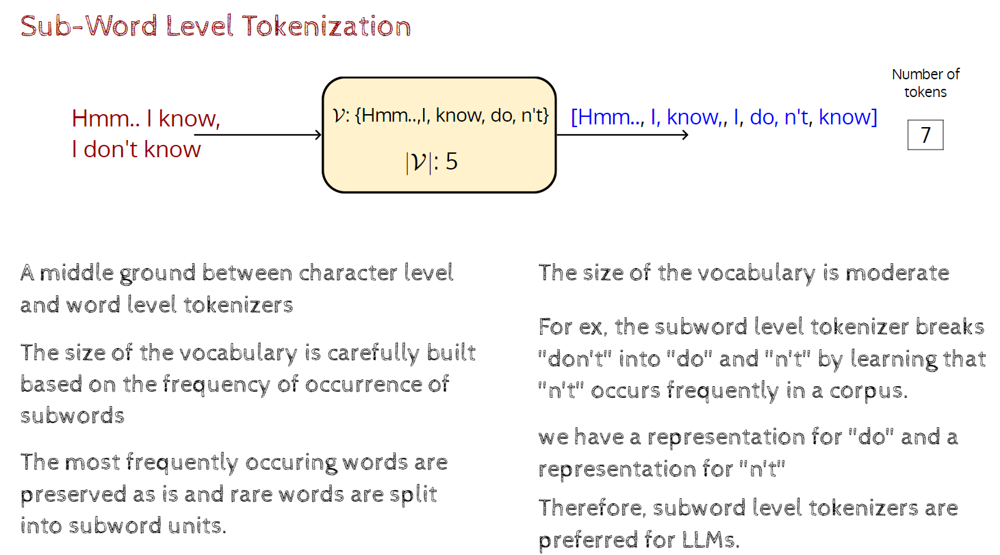 Sub-Word Level Tokenization
Number of
tokens
Hmm.. I know,
I don't know
𝒱: {Hmm..,I, know, do, n't}
|𝒱|: 5
[Hmm.., I, know,, I, do, n't, know]
7
A middle ground between character level
and word level tokenizers
The size of the vocabulary is carefully built
based on the frequency of occurrence of
subwords
The most frequently occuring words are
preserved as is and rare words are split
into subword units.
The size of the vocabulary is moderate
For ex, the subword level tokenizer breaks
"don't" into "do" and "n't" by learning that
"n't" occurs frequently in a corpus.
we have a representation for "do" and a
representation for "n't"
Therefore, subword level tokenizers are
preferred for LLMs.